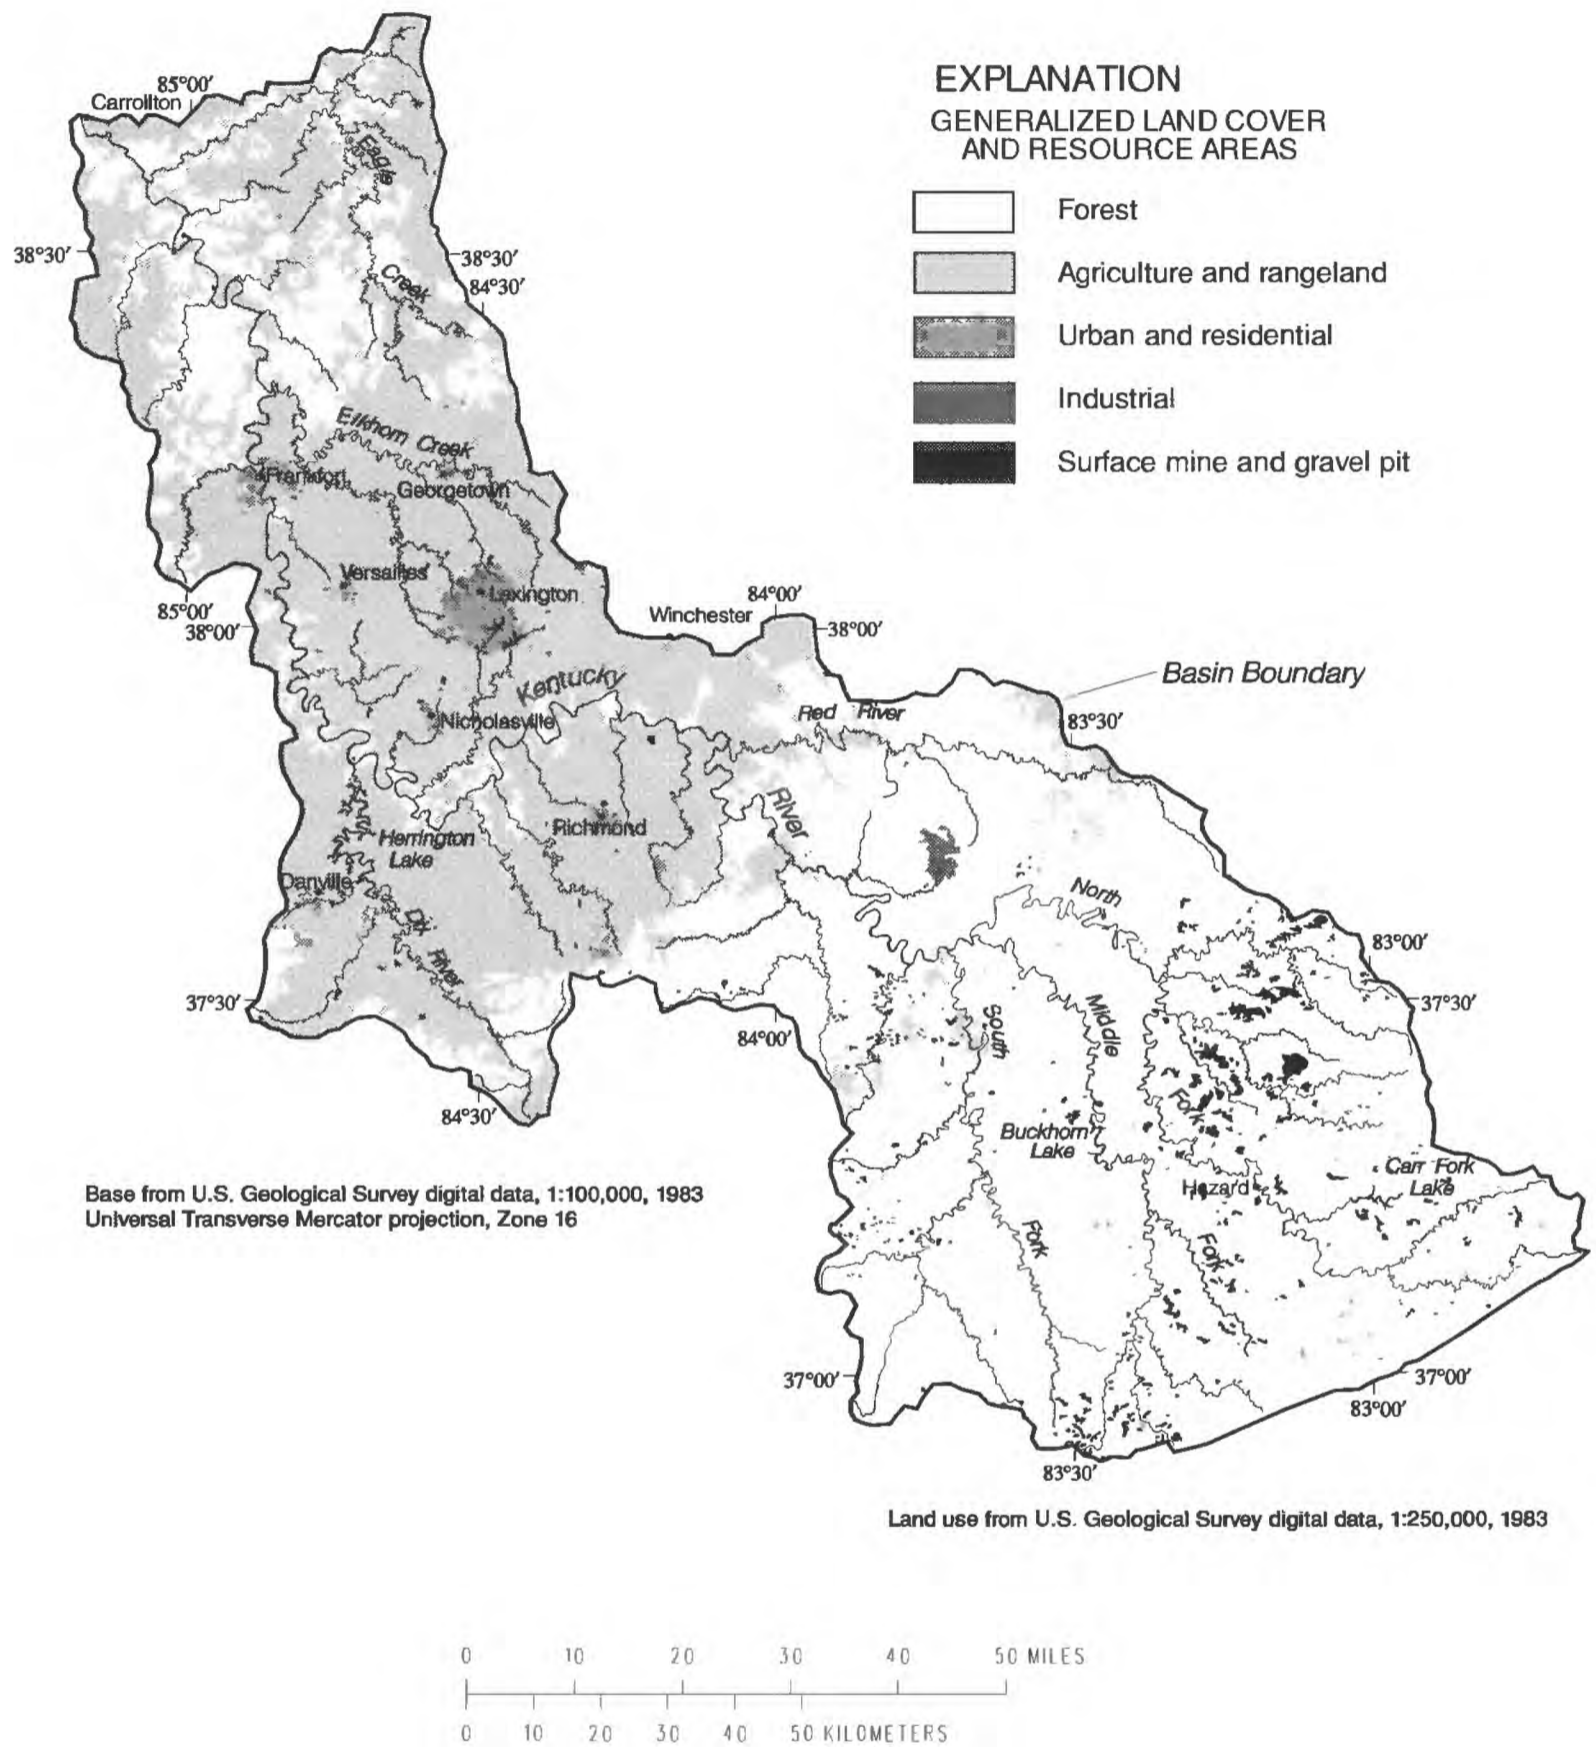 EXPLANATION
GENERALIZED LAND COVER
AND RESOURCE AREAS
Forest
Agriculture and rangeland
Urban and residential
Industrial
Surface mine and gravel pit
85°00′
Carrollton
Eagle
38°30′
38°30′
Creek
84°30′
Elkhorn Creek
Frankfort
Georgetown
Versailles
Lexington
85°00′
38°00′
Winchester
84°00′
38°00′
Basin Boundary
Kentucky
Nicholasville
Red River
83°30′
River
Richmond
Herrington
Lake
Danville
Dix
River
North
83°00′
37°30′
37°30′
84°00′
South
Middle
84°30′
Fork
Buckhorn
Lake
Carr Fork
Lake
Hazard
Fork
Fork
Base from U.S. Geological Survey digital data, 1:100,000, 1983
Universal Transverse Mercator projection, Zone 16
37°00′
37°00′
83°00′
83°30′
Land use from U.S. Geological Survey digital data, 1:250,000, 1983
0 10 20 30 40 50 MILES
0 10 20 30 40 50 KILOMETERS